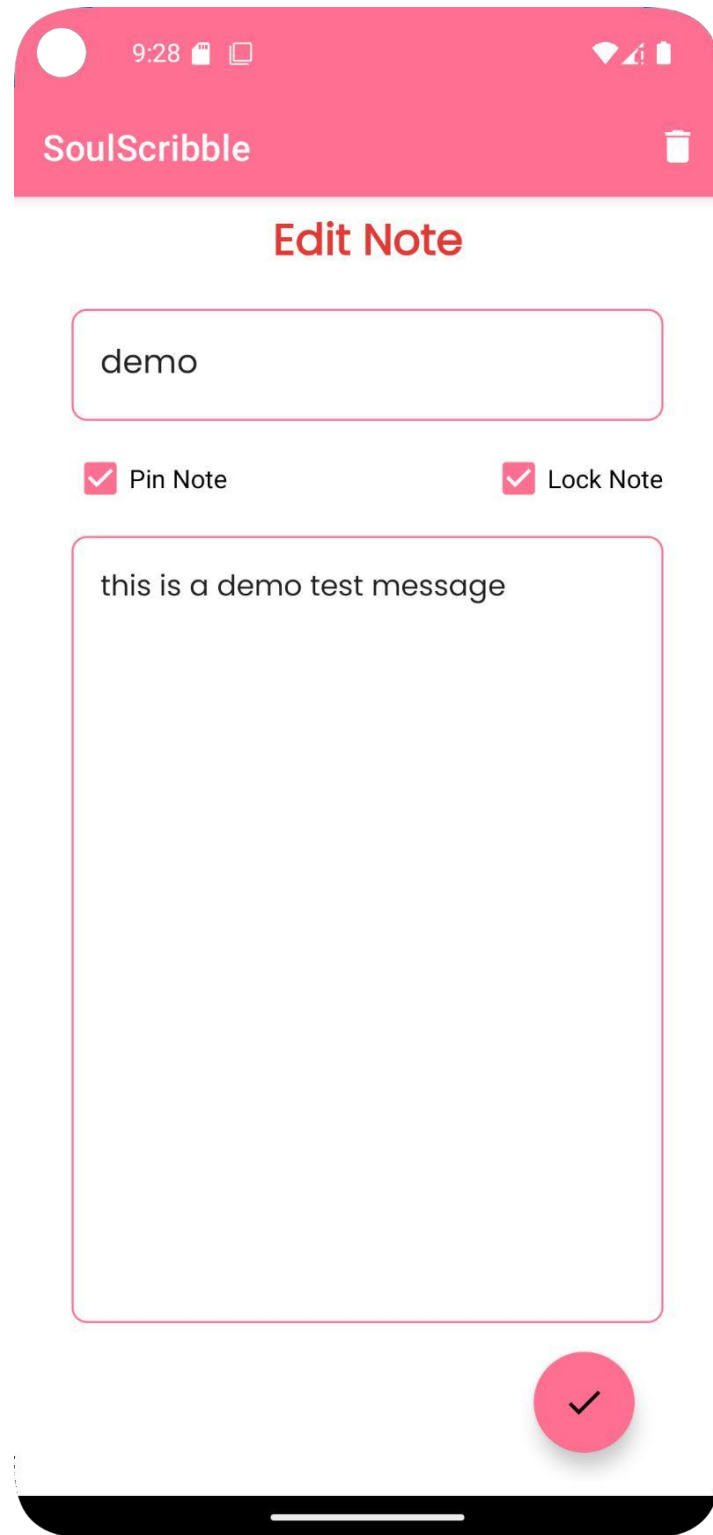 9:28
SoulScribble
Edit Note
demo
Pin Note Lock Note
this is a demo test message